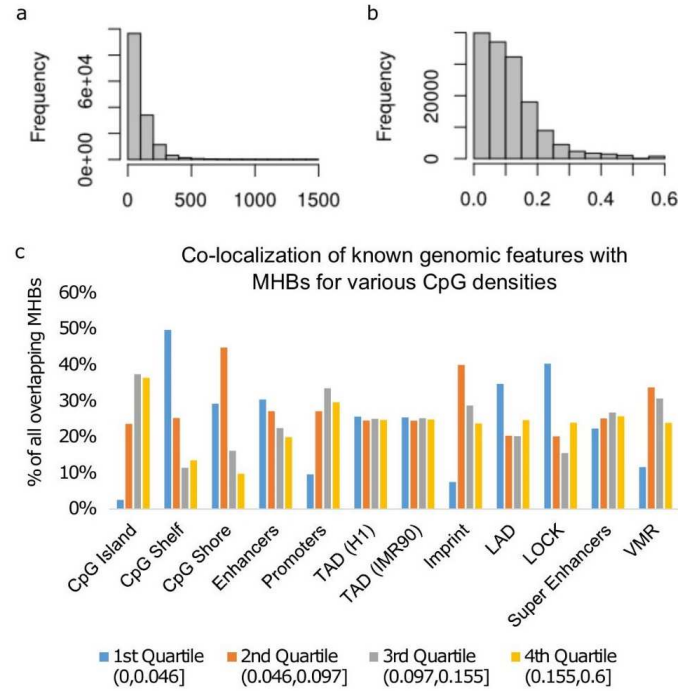 a
Frequency
0e+00
6e+04
0
500
1000
1500
b
Frequency
0
20000
0.0
0.2
0.4
0.6
c
Co-localization of known genomic features with
MHBs for various CpG densities
% of all overlapping MHBs
60%
50%
40%
30%
20%
10%
0%
CpG Island
CpG Shelf
CpG Shore
Enhancers
Promoters
TAD (H1)
TAD (IMR90)
Imprint
LAD
LOCK
Super Enhancers
VMR
1st Quartile
(0,0.046]
2nd Quartile
(0.046,0.097]
3rd Quartile
(0.097,0.155]
4th Quartile
(0.155,0.6]